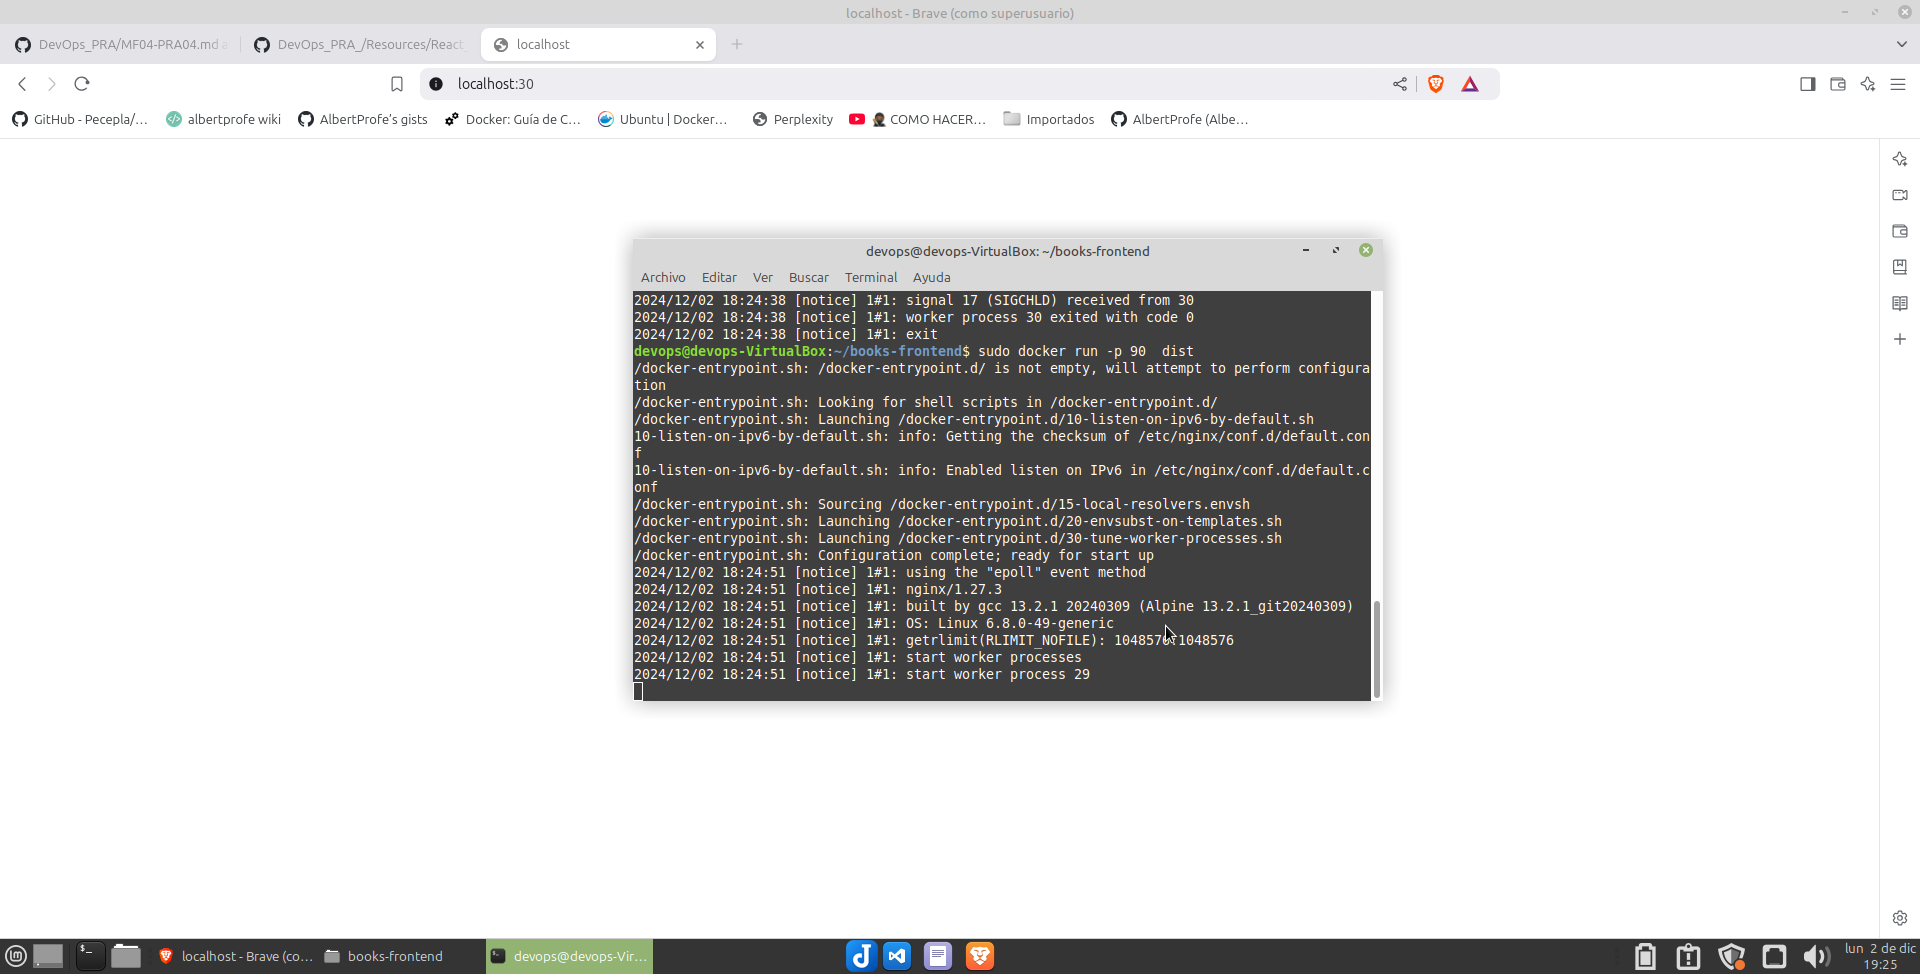 localhost - Brave (como superusuario)
DevOps_PRA/MF04-PRA04.md a
DevOps_PRA_/Resources/React_
localhost
localhost:30
GitHub - Pecepla/...
albertprofe wiki
AlbertProfe's gists
Docker: Guía de C...
Ubuntu | Docker...
Perplexity
COMO HACER...
Importados
AlbertProf (Albe...
devops@devops-VirtualBox: ~/books-frontend
Archivo Editar Ver Buscar Terminal Ayuda
2024/12/02 18:24:38 [notice] 1#1: signal 17 (SIGCHLD) received from 30
2024/12/02 18:24:38 [notice] 1#1: worker process 30 exited with code 0
2024/12/02 18:24:38 [notice] 1#1: exit
devops@devops-VirtualBox:~/books-frontend$ sudo docker run -p 90  dist
/docker-entrypoint.sh: /docker-entrypoint.d/ is not empty, will attempt to perform configura
tion
/docker-entrypoint.sh: Looking for shell scripts in /docker-entrypoint.d/
/docker-entrypoint.sh: Launching /docker-entrypoint.d/10-listen-on-ipv6-by-default.sh
10-listen-on-ipv6-by-default.sh: info: Getting the checksum of /etc/nginx/conf.d/default.con
f
10-listen-on-ipv6-by-default.sh: info: Enabled listen on IPv6 in /etc/nginx/conf.d/default.c
onf
/docker-entrypoint.sh: Sourcing /docker-entrypoint.d/15-local-resolvers.envsh
/docker-entrypoint.sh: Launching /docker-entrypoint.d/20-envsubst-on-templates.sh
/docker-entrypoint.sh: Launching /docker-entrypoint.d/30-tune-worker-processes.sh
/docker-entrypoint.sh: Configuration complete; ready for start up
2024/12/02 18:24:51 [notice] 1#1: using the "epoll" event method
2024/12/02 18:24:51 [notice] 1#1: nginx/1.27.3
2024/12/02 18:24:51 [notice] 1#1: built by gcc 13.2.1 20240309 (Alpine 13.2.1_git20240309)
2024/12/02 18:24:51 [notice] 1#1: OS: Linux 6.8.0-49-generic
2024/12/02 18:24:51 [notice] 1#1: getrlimit(RLIMIT_NOFILE): 1048576:1048576
2024/12/02 18:24:51 [notice] 1#1: start worker processes
2024/12/02 18:24:51 [notice] 1#1: start worker process 29
localhost - Brave (co...
books-frontend
devops@devops-Vir...
lun 2 de dic
19:25